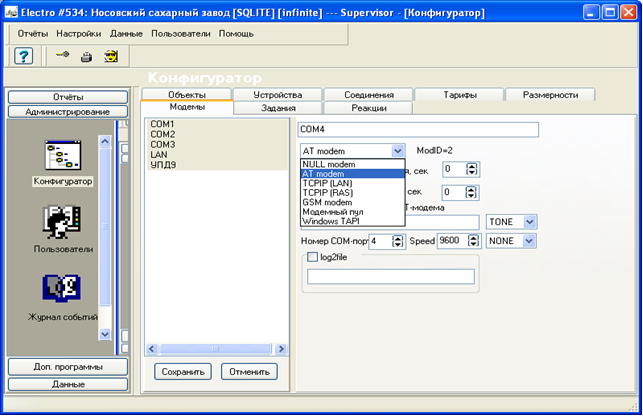 Electro #534: Носовский сахарный завод [SQLITE] [infinite] --- Supervisor - [Конфигуратор]
Отчёты Настройки Данные Пользователи Помощь
?
Конфигуратор
Отчёты
Администрирование
Конфигуратор
Пользователи
Журнал событий
Доп. программы
Данные
Объекты Устройства Соединения Тарифы Размерности
Модемы Задания Реакции
COM1
COM2
COM3
LAN
УПД9
Сохранить Отменить
COM4
AT modem ModID=2
NULL modem
AT modem
TCPIP (LAN)
TCPIP (RAS)
GSM modem
Модемный пул
Windows TAPI
, сек 0
сек 0
Т-модема
TONE
Номер COM-порт 4 Speed 9600 NONE
log2file